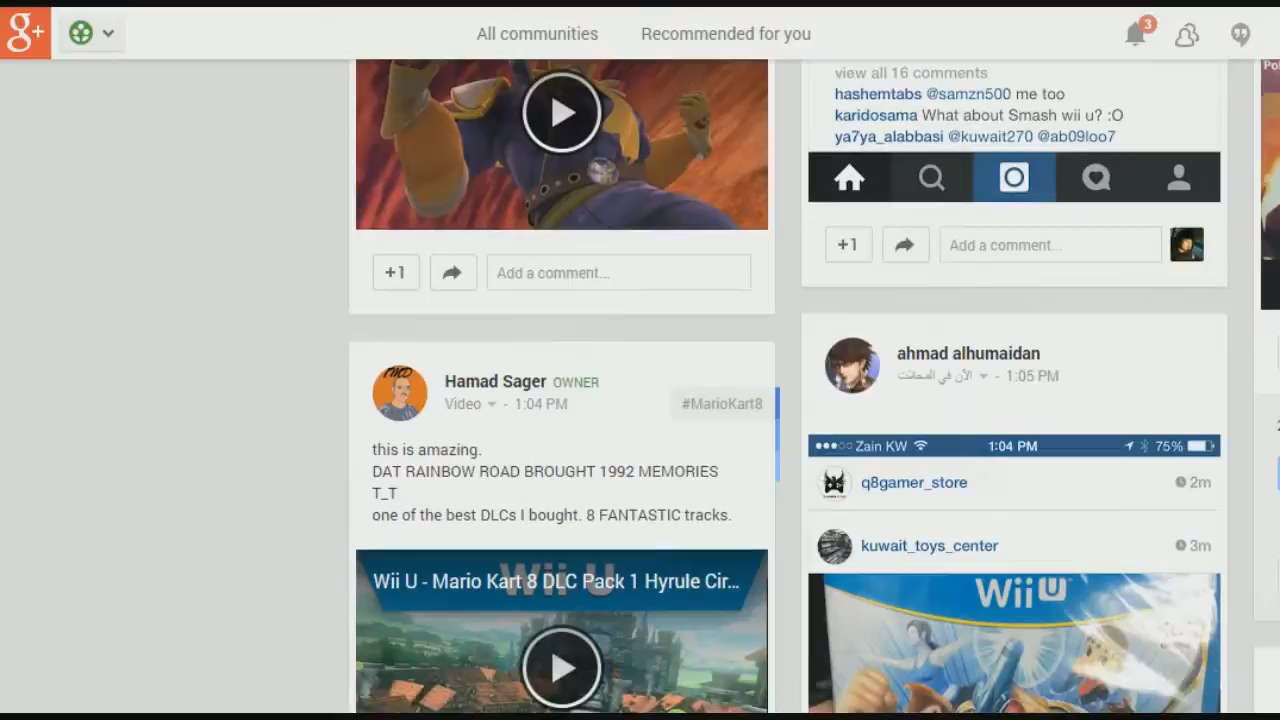 g+
All communities
Recommended for you
3
view all 16 comments
hashemtabs @samzn500 me too
karidosama What about Smash wii u? :O
ya7ya_alabbasi @kuwait270 @ab09loo7
+1
Add a comment...
+1
Add a comment...
Hamad Sager OWNER
Video - 1:04 PM
#MarioKart8
this is amazing.
DAT RAINBOW ROAD BROUGHT 1992 MEMORIES
T_T
one of the best DLCs I bought. 8 FANTASTIC tracks.
Wii U - Mario Kart 8 DLC Pack 1 Hyrule Cir...
Wii U
ahmad alhumaidan
الآن في المحلات - 1:05 PM
Zain KW
1:04 PM
75%
q8gamer_store
2m
kuwait_toys_center
3m
Wii U